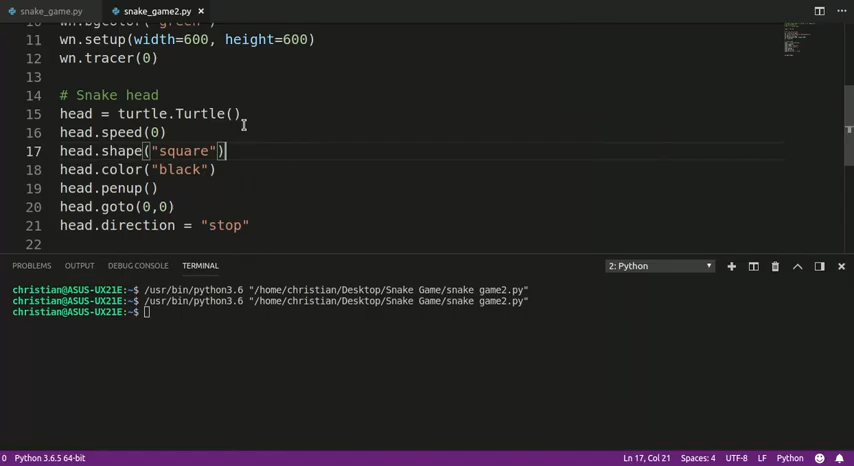 snake_game.py snake_game2.py ×
10 wn.bgcolor("green")
11 wn.setup(width=600, height=600)
12 wn.tracer(0)
13
14 # Snake head
15 head = turtle.Turtle()
16 head.speed(0)
17 head.shape("square")
18 head.color("black")
19 head.penup()
20 head.goto(0,0)
21 head.direction = "stop"
22
PROBLEMS OUTPUT DEBUG CONSOLE TERMINAL 2: Python
christian@ASUS-UX21E:~$ /usr/bin/python3.6 "/home/christian/Desktop/Snake Game/snake game2.py"
christian@ASUS-UX21E:~$ /usr/bin/python3.6 "/home/christian/Desktop/Snake Game/snake game2.py"
christian@ASUS-UX21E:~$
0 Python 3.6.5 64-bit Ln 17, Col 21 Spaces: 4 UTF-8 LF Python